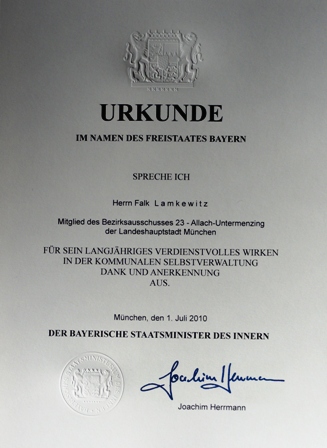 URKUNDE
IM NAMEN DES FREISTAATES BAYERN
SPRECHE ICH
Herrn Falk Lamkewitz
Mitglied des Bezirksausschusses 23 - Allach-Untermenzing
der Landeshauptstadt München
FÜR SEIN LANGJÄHRIGES VERDIENSTVOLLES WIRKEN
IN DER KOMMUNALEN SELBSTVERWALTUNG
DANK UND ANERKENNUNG
AUS.
München, den 1. Juli 2010
DER BAYERISCHE STAATSMINISTER DES INNERN
Joachim Herrmann
Joachim Herrmann